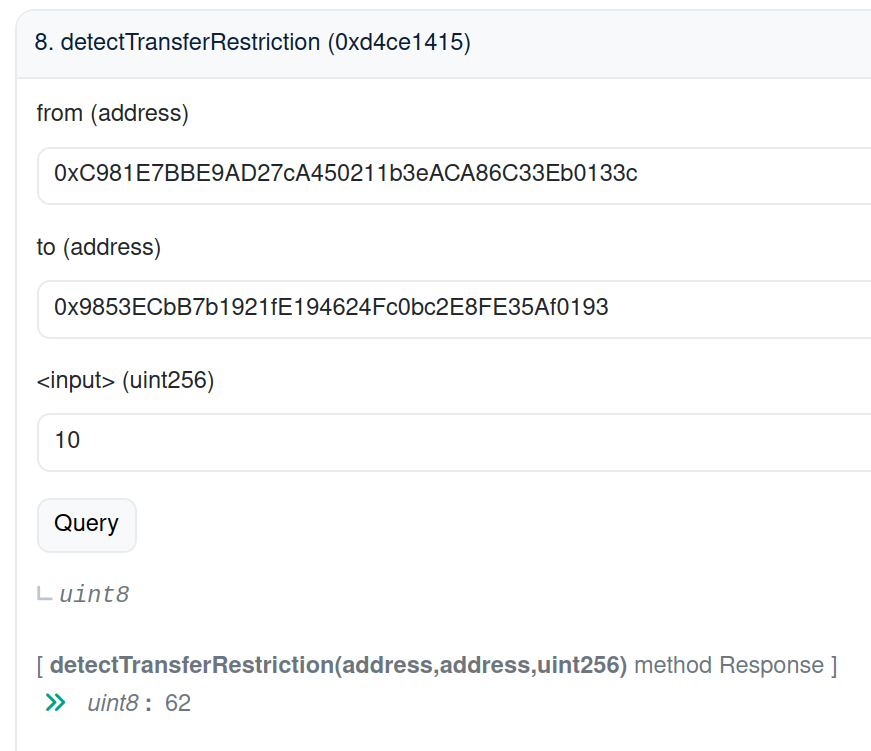 8. detectTransferRestriction (0xd4ce1415)
from (address)
0xC981E7BBE9AD27cA450211b3eACA86C33Eb0133c
to (address)
0x9853ECbB7b1921fE194624Fc0bc2E8FE35Af0193
<input> (uint256)
10
Query
uint8
[ detectTransferRestriction(address,address,uint256) method Response ]
uint8 : 62